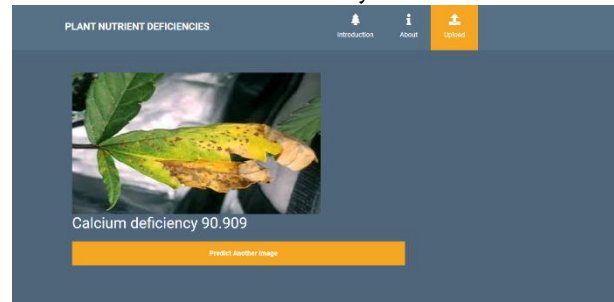 PLANT NUTRIENT DEFICIENCIES
Introduction
About
Upload
Calcium deficiency 90.909
Predict Another Image